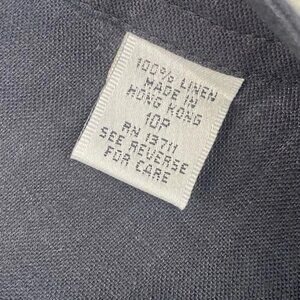 100% LINEN
MADE IN
HONG KONG
10P
RN 13711
SEE REVERSE
FOR CARE